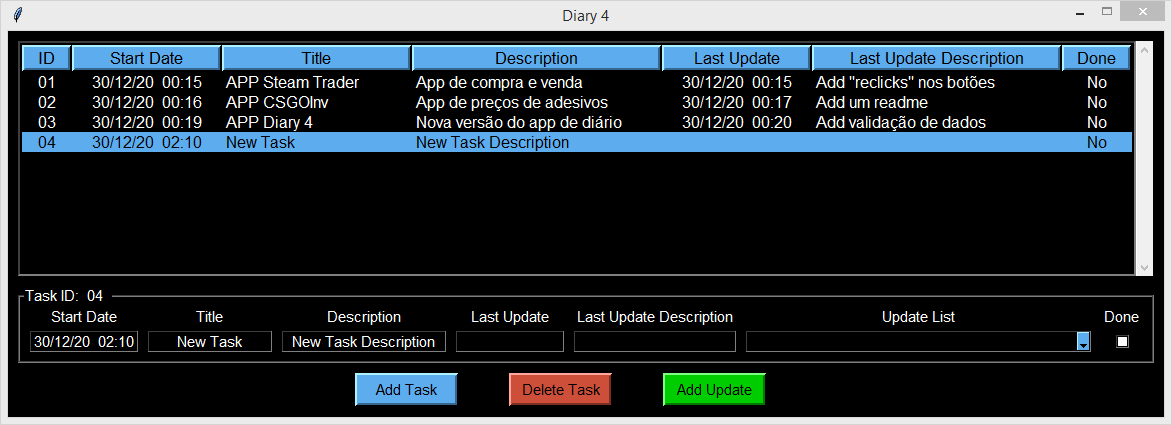 Diary 4
ID Start Date Title Description Last Update Last Update Description Done
01 30/12/20 00:15 APP Steam Trader App de compra e venda 30/12/20 00:15 Add "reclicks" nos botões No
02 30/12/20 00:16 APP CSGOInv App de preços de adesivos 30/12/20 00:17 Add um readme No
03 30/12/20 00:19 APP Diary 4 Nova versão do app de diário 30/12/20 00:20 Add validação de dados No
04 30/12/20 02:10 New Task New Task Description No
Task ID: 04
Start Date Title Description Last Update Last Update Description Update List Done
30/12/20 02:10 New Task New Task Description
Add Task Delete Task Add Update